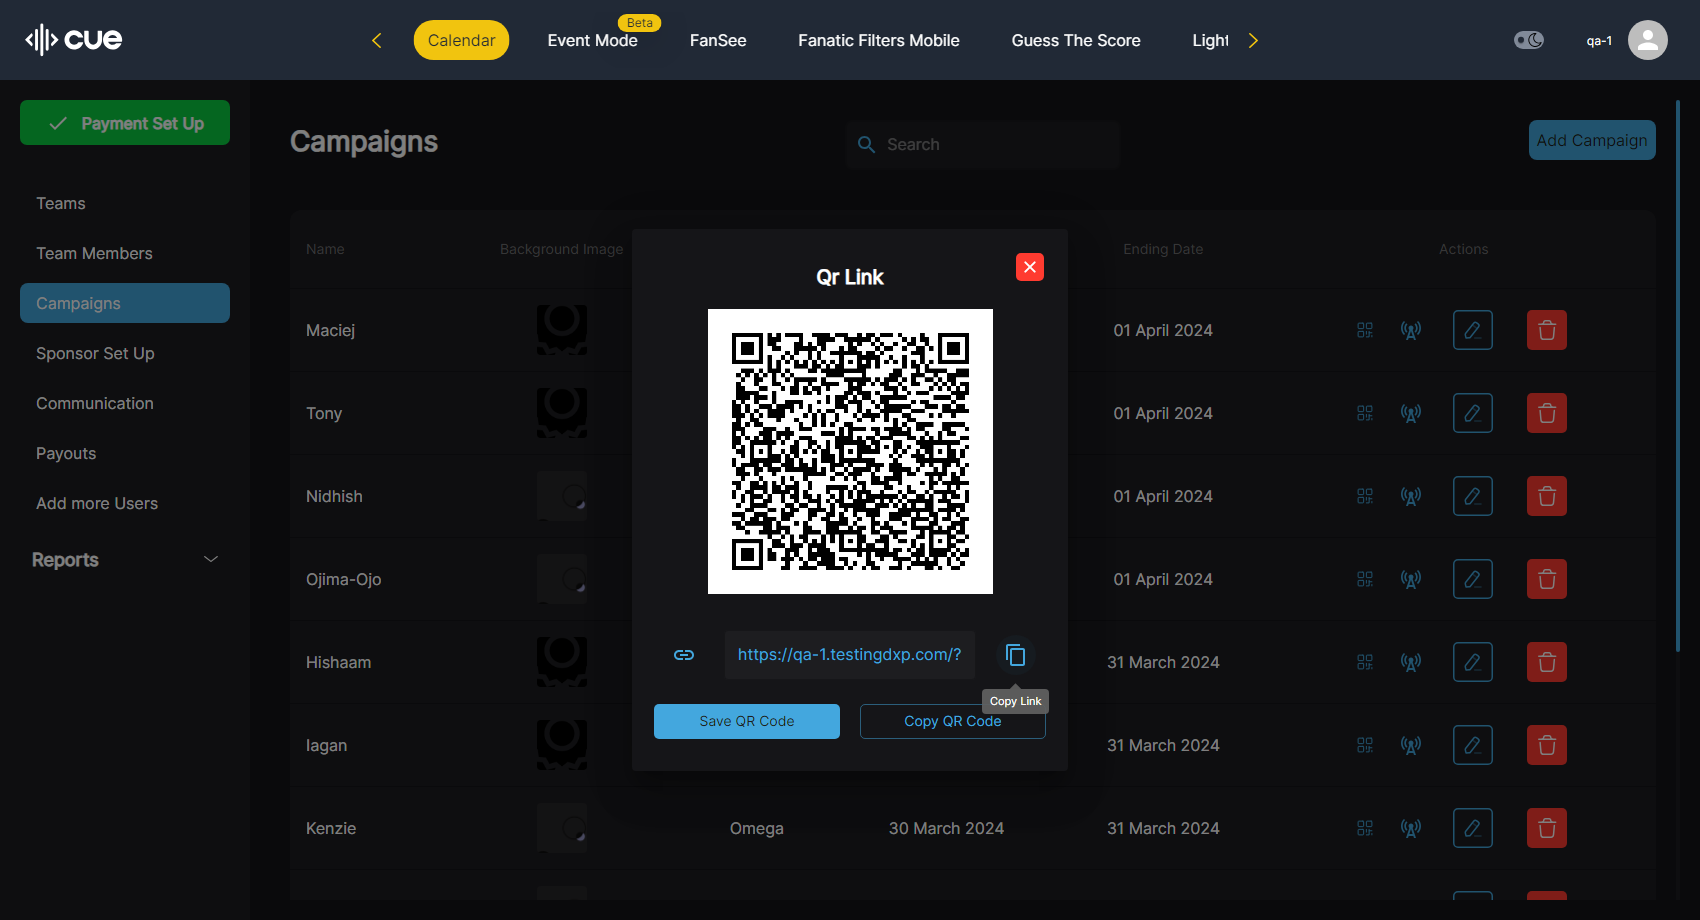 cue
Calendar
Event Mode
Beta
FanSee
Fanatic Filters Mobile
Guess The Score
Light
qa-1
Payment Set Up
Teams
Team Members
Campaigns
Sponsor Set Up
Communication
Payouts
Add more Users
Reports
Campaigns
Search
Add Campaign
Name
Background Image
Ending Date
Actions
Maciej
01 April 2024
Tony
01 April 2024
Nidhish
01 April 2024
Ojima-Ojo
01 April 2024
Hishaam
31 March 2024
Iagan
31 March 2024
Kenzie
Omega
30 March 2024
31 March 2024
Qr Link
https://qa-1.testingdxp.com/?
Copy Link
Save QR Code
Copy QR Code